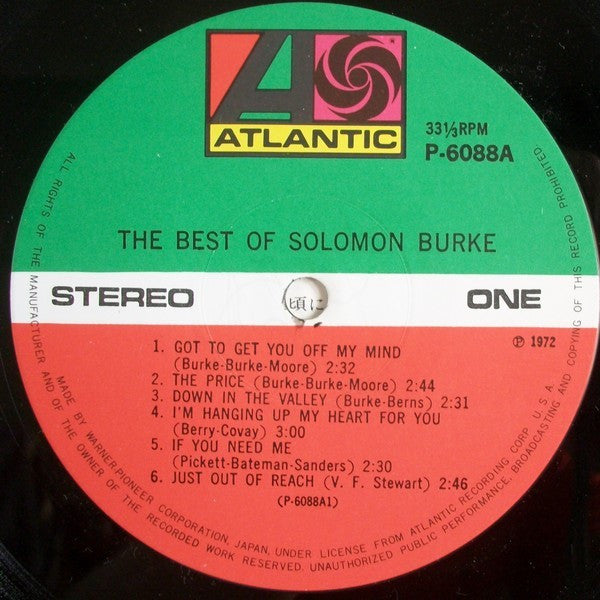 ATLANTIC
33⅓RPM
P-6088A
THE BEST OF SOLOMON BURKE
STEREO
頃に
ONE
℗ 1972
1. GOT TO GET YOU OFF MY MIND
(Burke-Burke-Moore) 2:32
2. THE PRICE (Burke-Burke-Moore) 2:44
3. DOWN IN THE VALLEY (Burke-Berns) 2:31
4. I'M HANGING UP MY HEART FOR YOU
(Berry-Covay) 3:00
5. IF YOU NEED ME
(Pickett-Bateman-Sanders) 2:30
6. JUST OUT OF REACH (V. F. Stewart) 2:46
(P-6088A1)
MADE BY WARNER-PIONEER CORPORATION, JAPAN, UNDER LICENSE FROM ATLANTIC RECORDING CORP. U.S.A.
ALL RIGHTS OF THE MANUFACTURER AND OF THE OWNER OF THE RECORDED WORK RESERVED. UNAUTHORIZED PUBLIC PERFORMANCE, BROADCASTING AND COPYING OF THIS RECORD PROHIBITED.